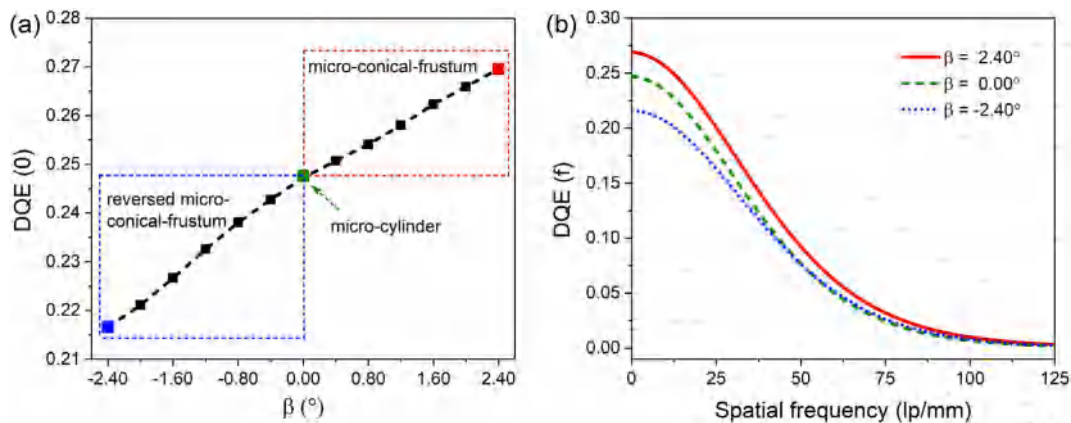 (a)
0.28
0.27
0.26
0.25
0.24
0.23
0.22
0.21
DQE (0)
micro-conical-frustum
reversed micro-
conical-frustum
micro-cylinder
-2.40 -1.60 -0.80 0.00 0.80 1.60 2.40
β (°)
(b)
0.30
0.25
0.20
0.15
0.10
0.05
0.00
DQE (f)
β = 2.40°
β = 0.00°
β = -2.40°
0 25 50 75 100 125
Spatial frequency (lp/mm)